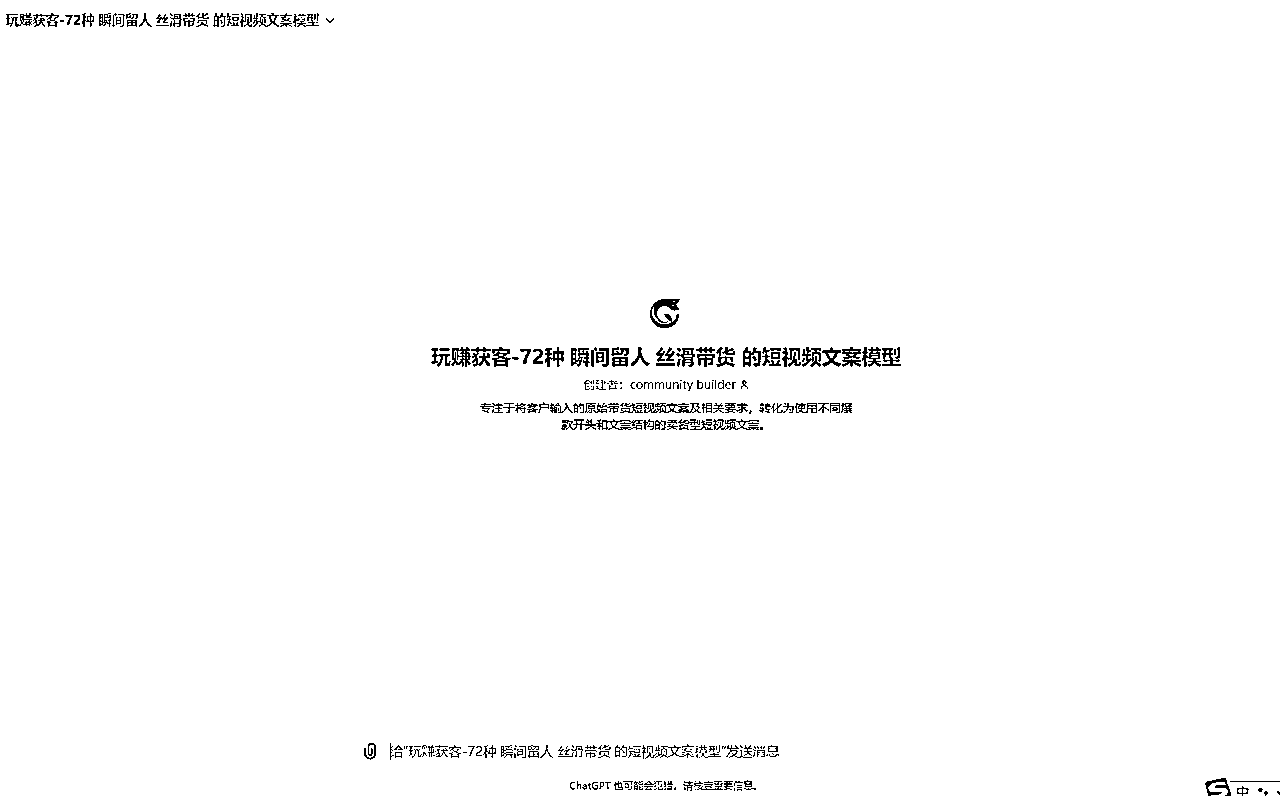 玩赚获客-72种 瞬间留人 丝滑带货 的短视频文案模型
玩赚获客-72种 瞬间留人 丝滑带货 的短视频文案模型
创建者：community builder
专注于将客户输入的原始带货短视频文案及相关要求，转化为使用不同爆
款开头和文案结构的卖货型短视频文案。
给"玩赚获客-72种 瞬间留人 丝滑带货 的短视频文案模型"发送消息
ChatGPT 也可能会犯错。请核查重要信息。
中